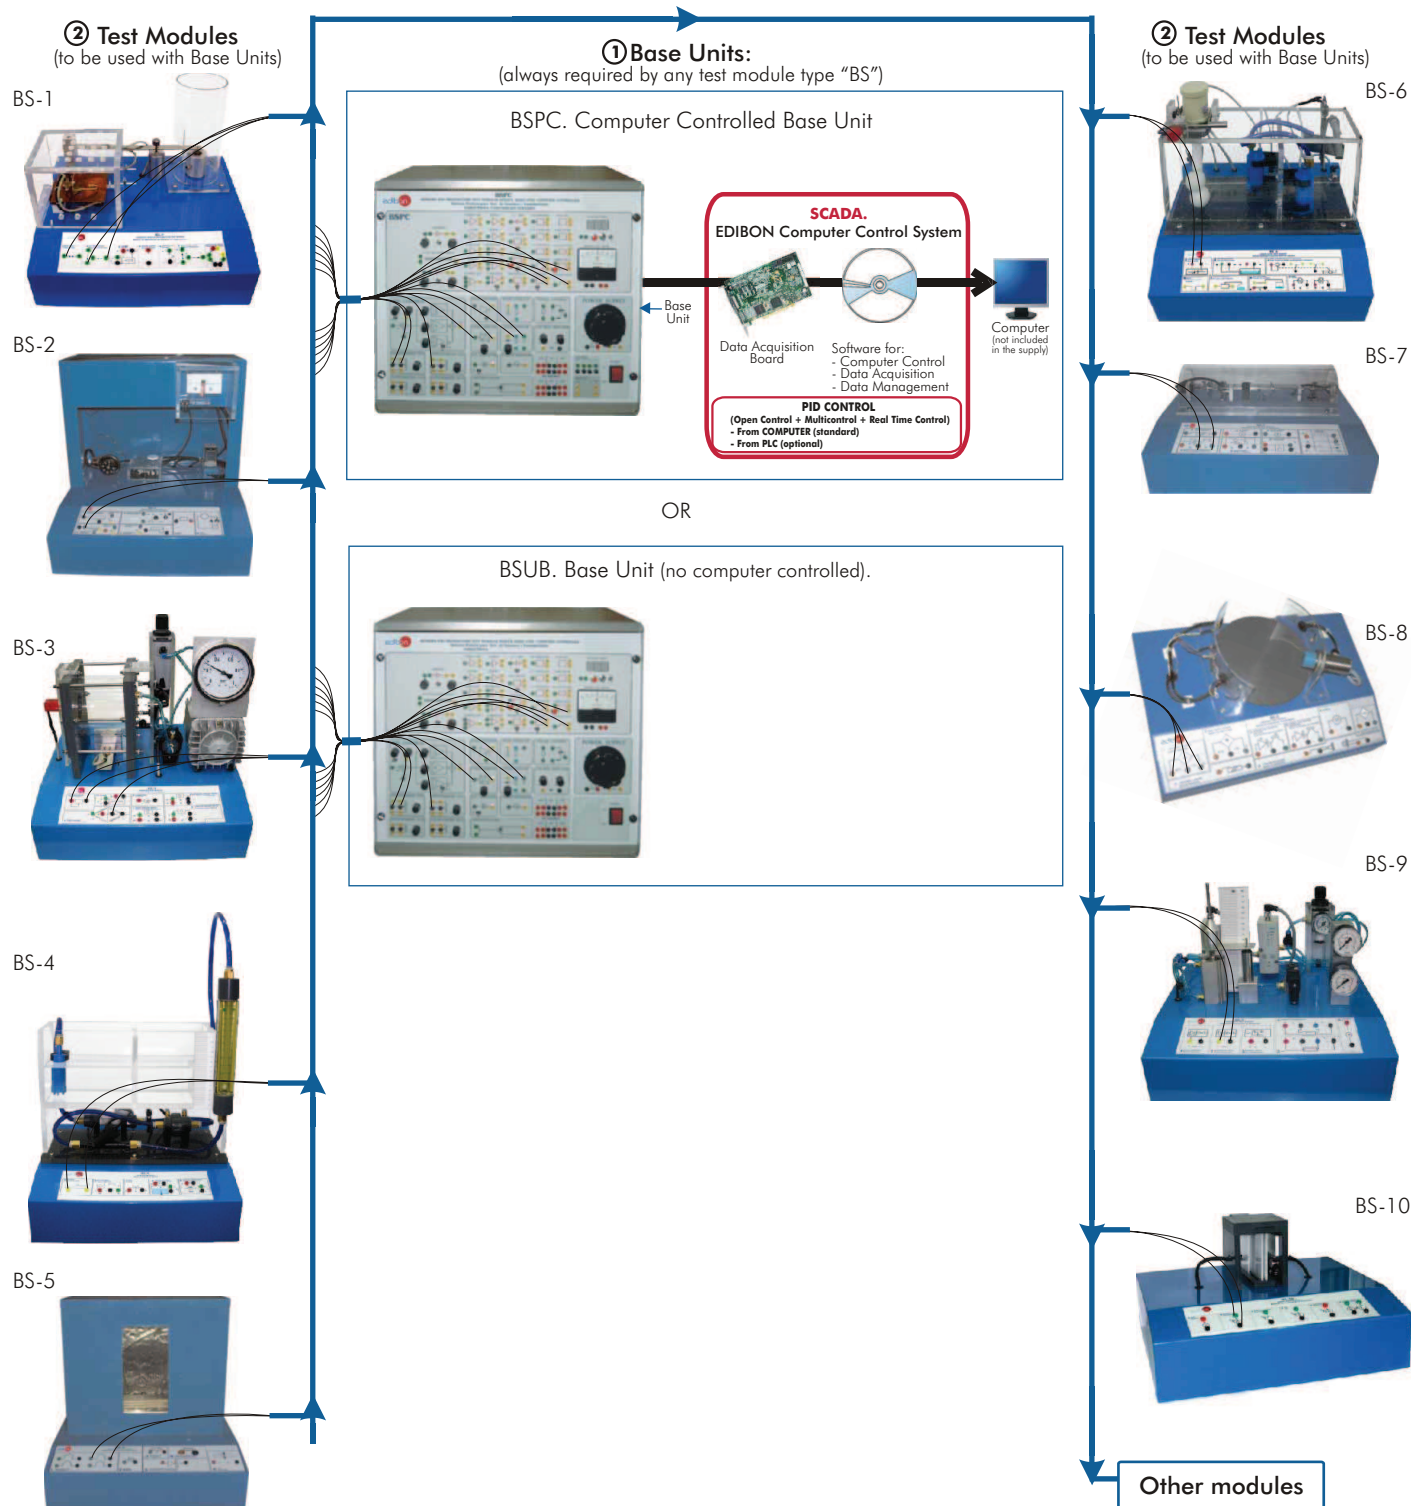 ② Test Modules
(to be used with Base Units)
BS-1
BS-2
BS-3
BS-4
BS-5
① Base Units:
(always required by any test module type “BS”)
BSPC. Computer Controlled Base Unit
BSPC
Base
Unit
SCADA.
EDIBON Computer Control System
Data Acquisition
Board
Software for:
- Computer Control
- Data Acquisition
- Data Management
PID CONTROL
(Open Control + Multicontrol + Real Time Control)
- From COMPUTER (standard)
- From PLC (optional)
Computer
(not included
in the supply)
OR
BSUB. Base Unit (no computer controlled).
② Test Modules
(to be used with Base Units)
BS-6
BS-7
BS-8
BS-9
BS-10
Other modules